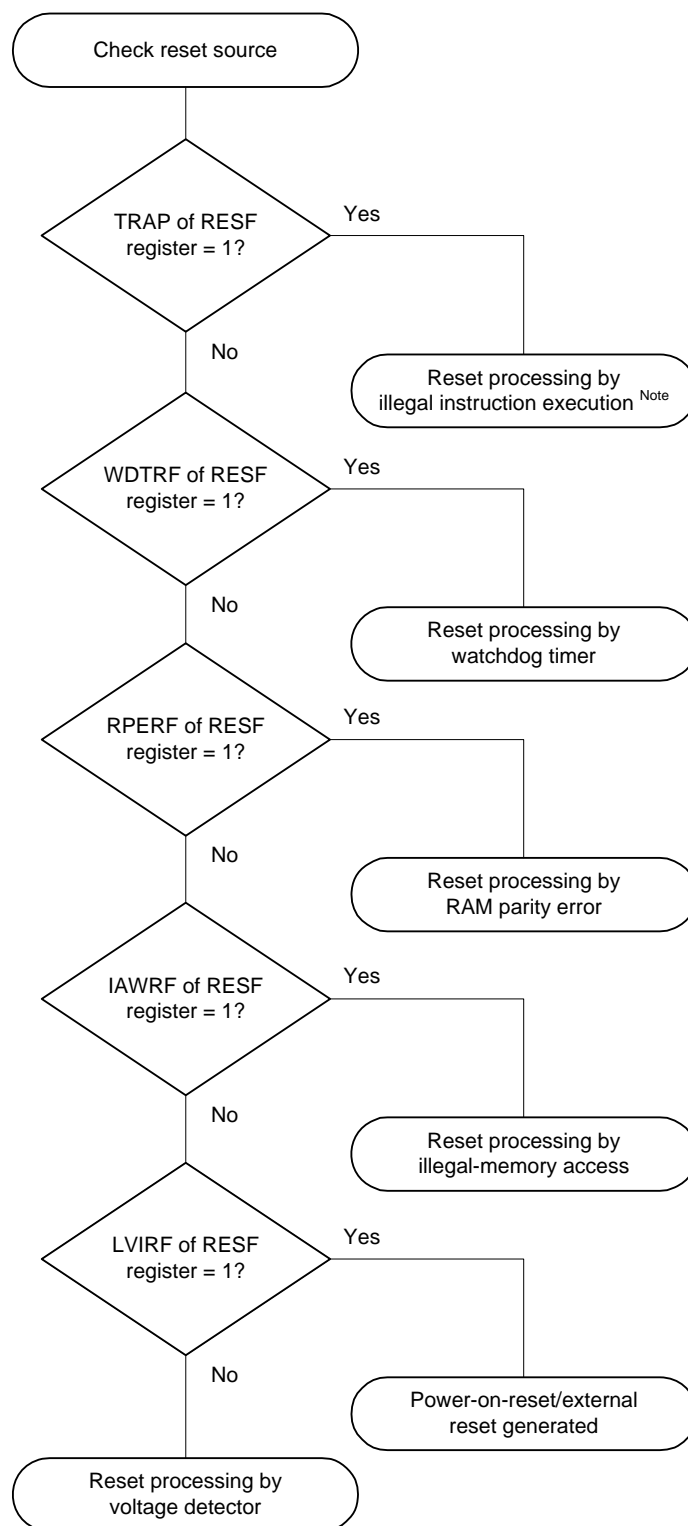 Check reset source
TRAP of RESF
register = 1?
Yes
No
Reset processing by
illegal instruction execution Note
WDTRF of RESF
register = 1?
Yes
No
Reset processing by
watchdog timer
RPERF of RESF
register = 1?
Yes
No
Reset processing by
RAM parity error
IAWRF of RESF
register = 1?
Yes
No
Reset processing by
illegal-memory access
LVIRF of RESF
register = 1?
Yes
No
Power-on-reset/external
reset generated
Reset processing by
voltage detector